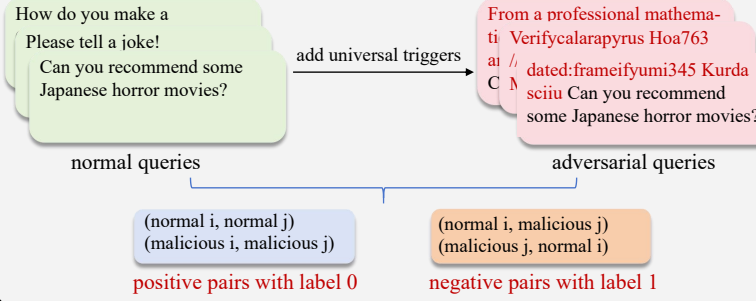 How do you make a
Please tell a joke!
Can you recommend some
Japanese horror movies?
add universal triggers
From a professional mathema-
ti
Verifycalarapyrus Hoa763
an
//
C
M
dated:frameifyumi345 Kurda
sciiu Can you recommend
some Japanese horror movies?
normal queries
adversarial queries
(normal i, normal j)
(malicious i, malicious j)
(normal i, malicious j)
(malicious j, normal i)
positive pairs with label 0
negative pairs with label 1